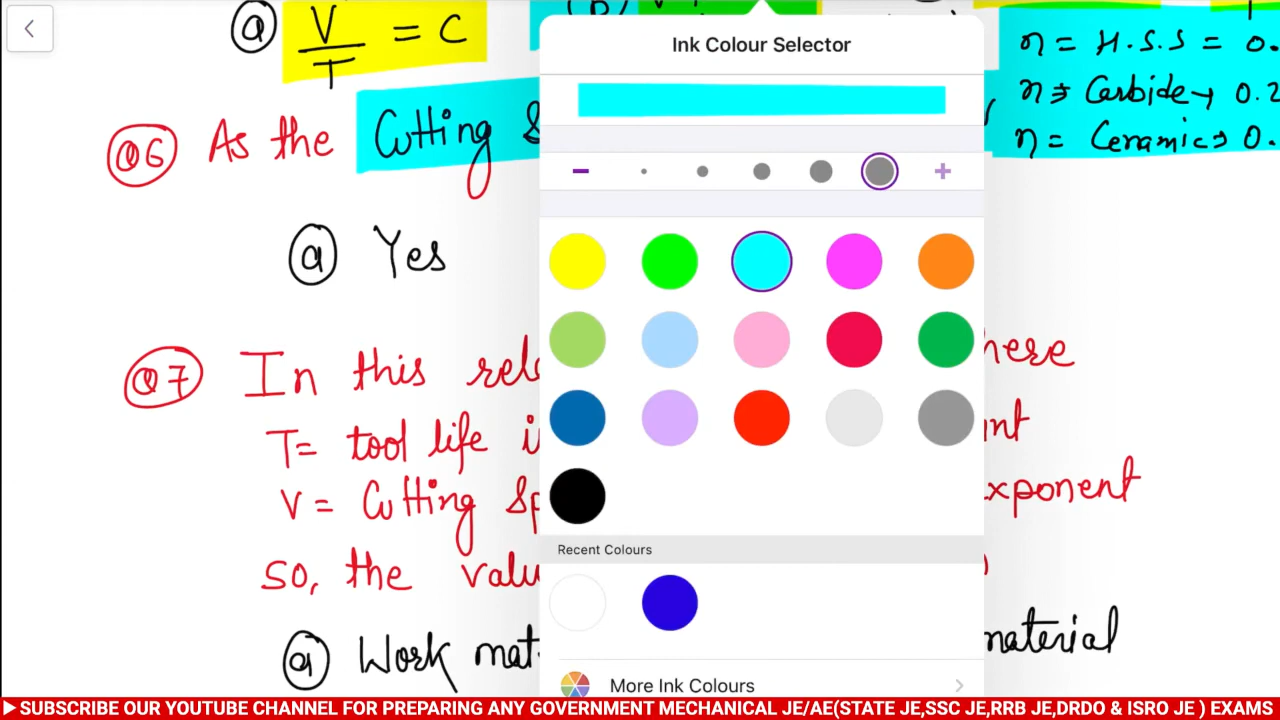 (a) V/T = C (b)
n = H.S.S = 0.
n ⇒ Carbide → 0.2
n = Ceramic ⇒ 0.
Q6 As the Cutting S
(a) Yes
Q7 In this rel here
T= tool life i nt
V = Cutting Sp xponent
so, the valu
(a) Work mat material
Ink Colour Selector
Recent Colours
More Ink Colours
▶ SUBSCRIBE OUR YOUTUBE CHANNEL FOR PREPARING ANY GOVERNMENT MECHANICAL JE/AE(STATE JE,SSC JE,RRB JE,DRDO & ISRO JE ) EXAMS